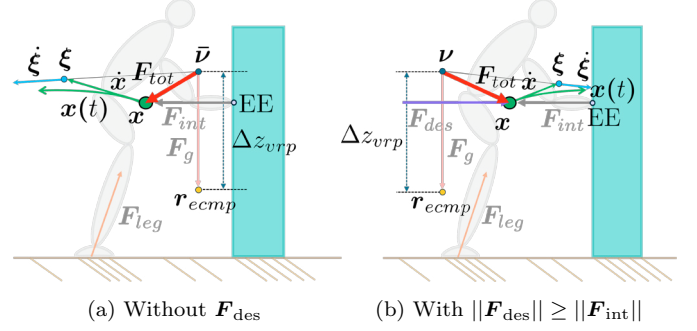 ξ̇ ξ ẋ F_tot ν̄
x(t) x F_int EE
F_g Δz_vrp
r_ecmp
F_leg
(a) Without F_des
ν F_tot ẋ ξ ξ̇
x(t)
F_des x F_int EE
Δz_vrp F_g
r_ecmp
F_leg
(b) With ||F_des|| ≥ ||F_int||